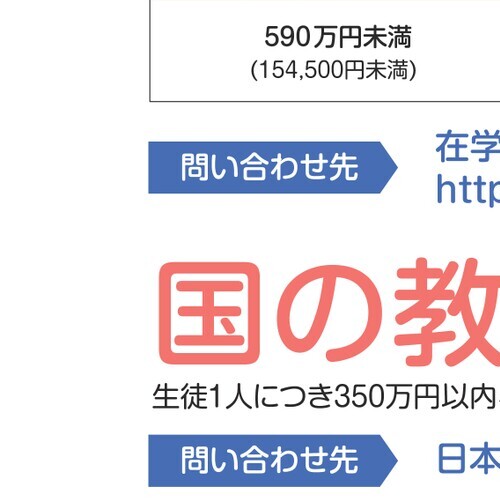 590万円未満
(154,500円未満)
問い合わせ先 在学
http
国の教
生徒1人につき350万円以内
問い合わせ先 日本